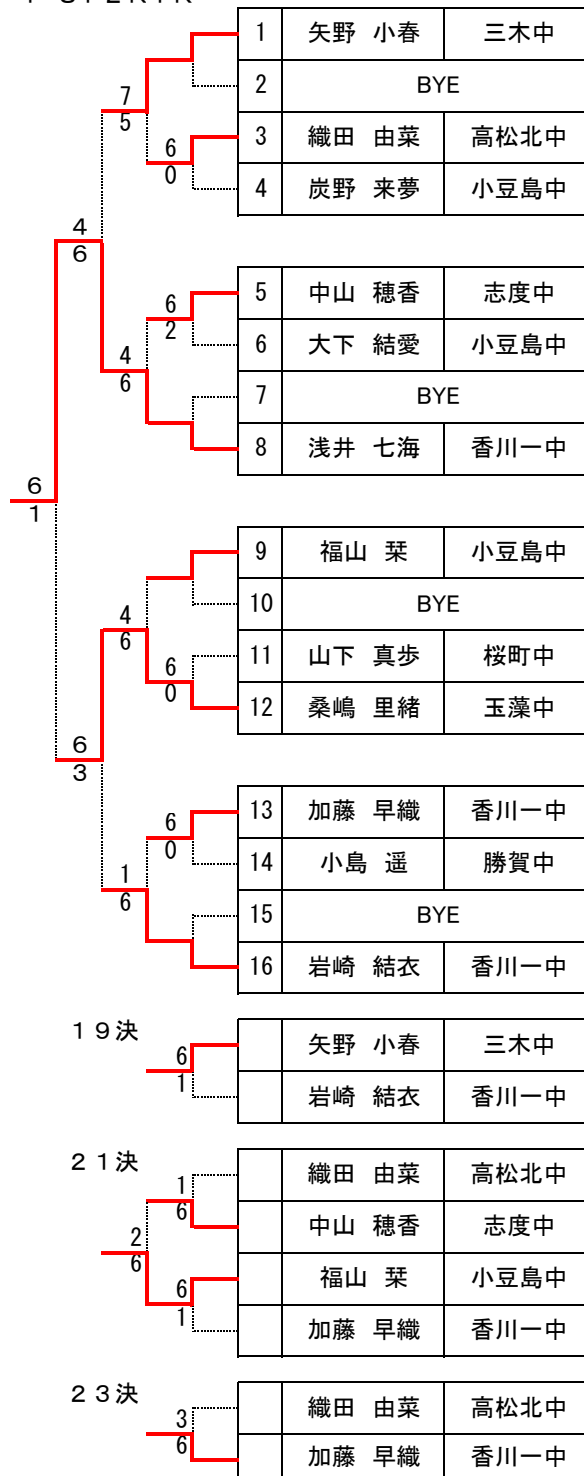 1 矢野 小春 三木中
2 BYE
7
5
3 織田 由菜 高松北中
6
0
4 炭野 来夢 小豆島中
4
6
5 中山 穂香 志度中
6
2
6 大下 結愛 小豆島中
4
6
7 BYE
8 浅井 七海 香川一中
6
1
9 福山 栞 小豆島中
10 BYE
4
6
11 山下 真歩 桜町中
6
0
12 桑嶋 里緒 玉藻中
6
3
13 加藤 早織 香川一中
6
0
14 小島 遥 勝賀中
1
6
15 BYE
16 岩崎 結衣 香川一中
19決
矢野 小春 三木中
6
1
岩崎 結衣 香川一中
21決
織田 由菜 高松北中
1
6
中山 穂香 志度中
2
6
福山 栞 小豆島中
6
1
加藤 早織 香川一中
23決
織田 由菜 高松北中
3
6
加藤 早織 香川一中